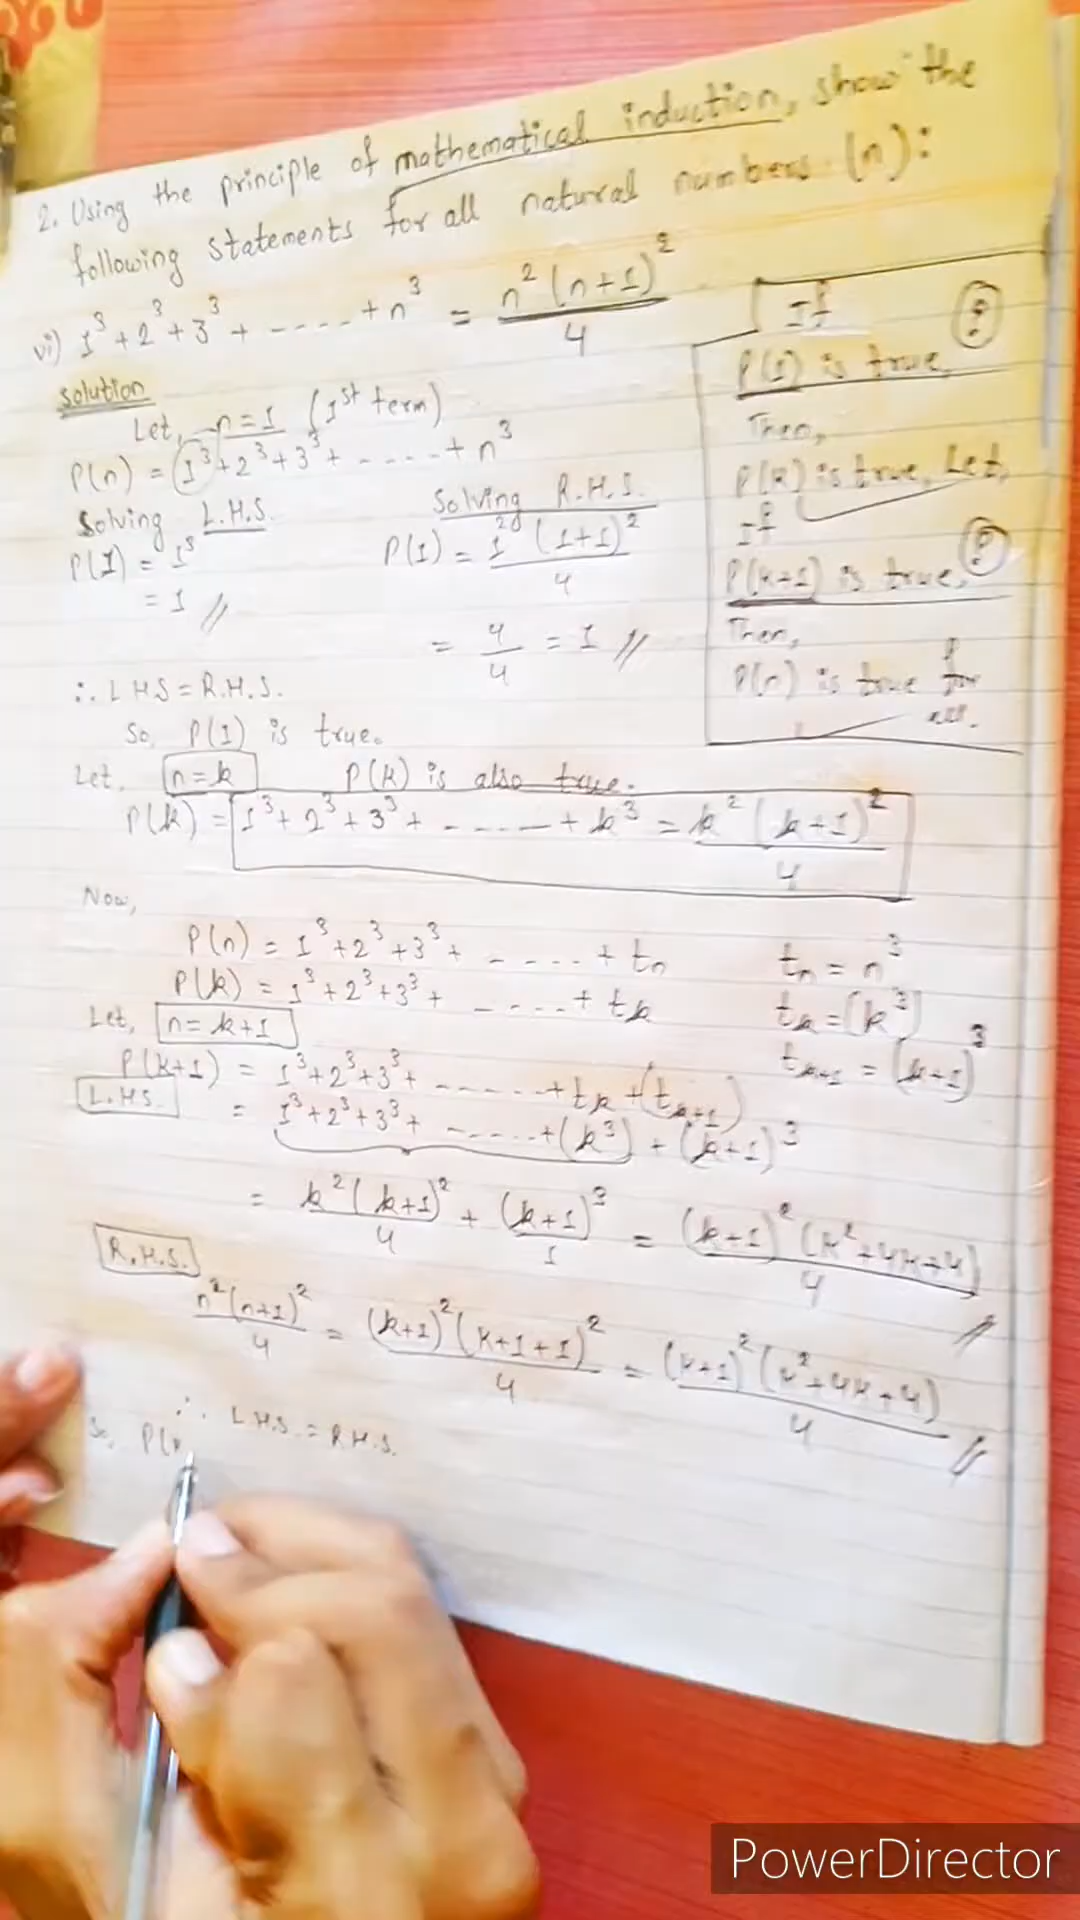 2. Using the principle of mathematical induction, show the
following statements for all natural numbers (n):
vi) 1³ + 2³ + 3³ + ----- + n³ = n²(n+1)²/4
Solution
Let, n=1 (1st term)
P(n) = 1³+2³+3³+ ----- + n³
Solving L.H.S.
P(1) = 1³
= 1 //
Solving R.H.S.
P(1) = 1²(1+1)²/4
= 4/4 = 1 //
∴ L.H.S = R.H.S.
So, P(1) is true.
If
P(1) is true,
Then,
P(k) is true, Let,
If
P(k+1) is true,
Then,
P(n) is true for
all.
Let, n=k P(k) is also true.
P(k) = 1³+2³+3³+ ----- + k³ = k²(k+1)²/4
Now,
P(n) = 1³+2³+3³+ ----- + tn
P(k) = 1³+2³+3³+ ----- + tk
tn = n³
tk = (k³)
tk+1 = (k+1)³
Let, n=k+1
P(k+1) = 1³+2³+3³+ ----- + tk + (tk+1)
L.H.S.
= 1³+2³+3³+ ----- + (k³) + (k+1)³
= k²(k+1)²/4 + (k+1)³/1 = (k+1)²(k²+4k+4)/4 //
R.H.S.
n²(n+1)²/4 = (k+1)²(k+1+1)²/4 = (k+1)²(k²+4k+4)/4 //
∴ L.H.S. = R.H.S.
So, P(
PowerDirector